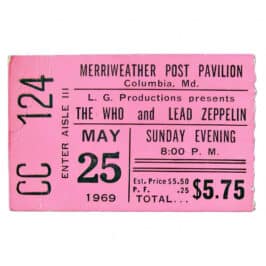 CC 124
ENTER AISLE III
MERRIWEATHER POST PAVILION
Columbia, Md.
L. G. Productions presents
THE WHO and LEAD ZEPPELIN
MAY
25
1969
SUNDAY EVENING
8:00 P. M.
Est. Price $5.50
P. F. .25
TOTAL...
$5.75